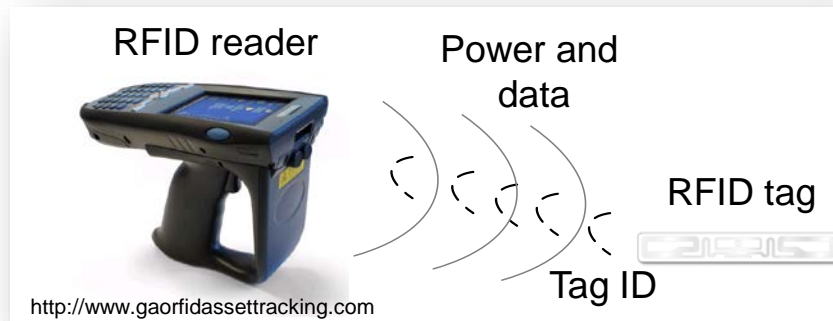 RFID reader
Power and
data
RFID tag
Tag ID
http://www.gaorfidassettracking.com